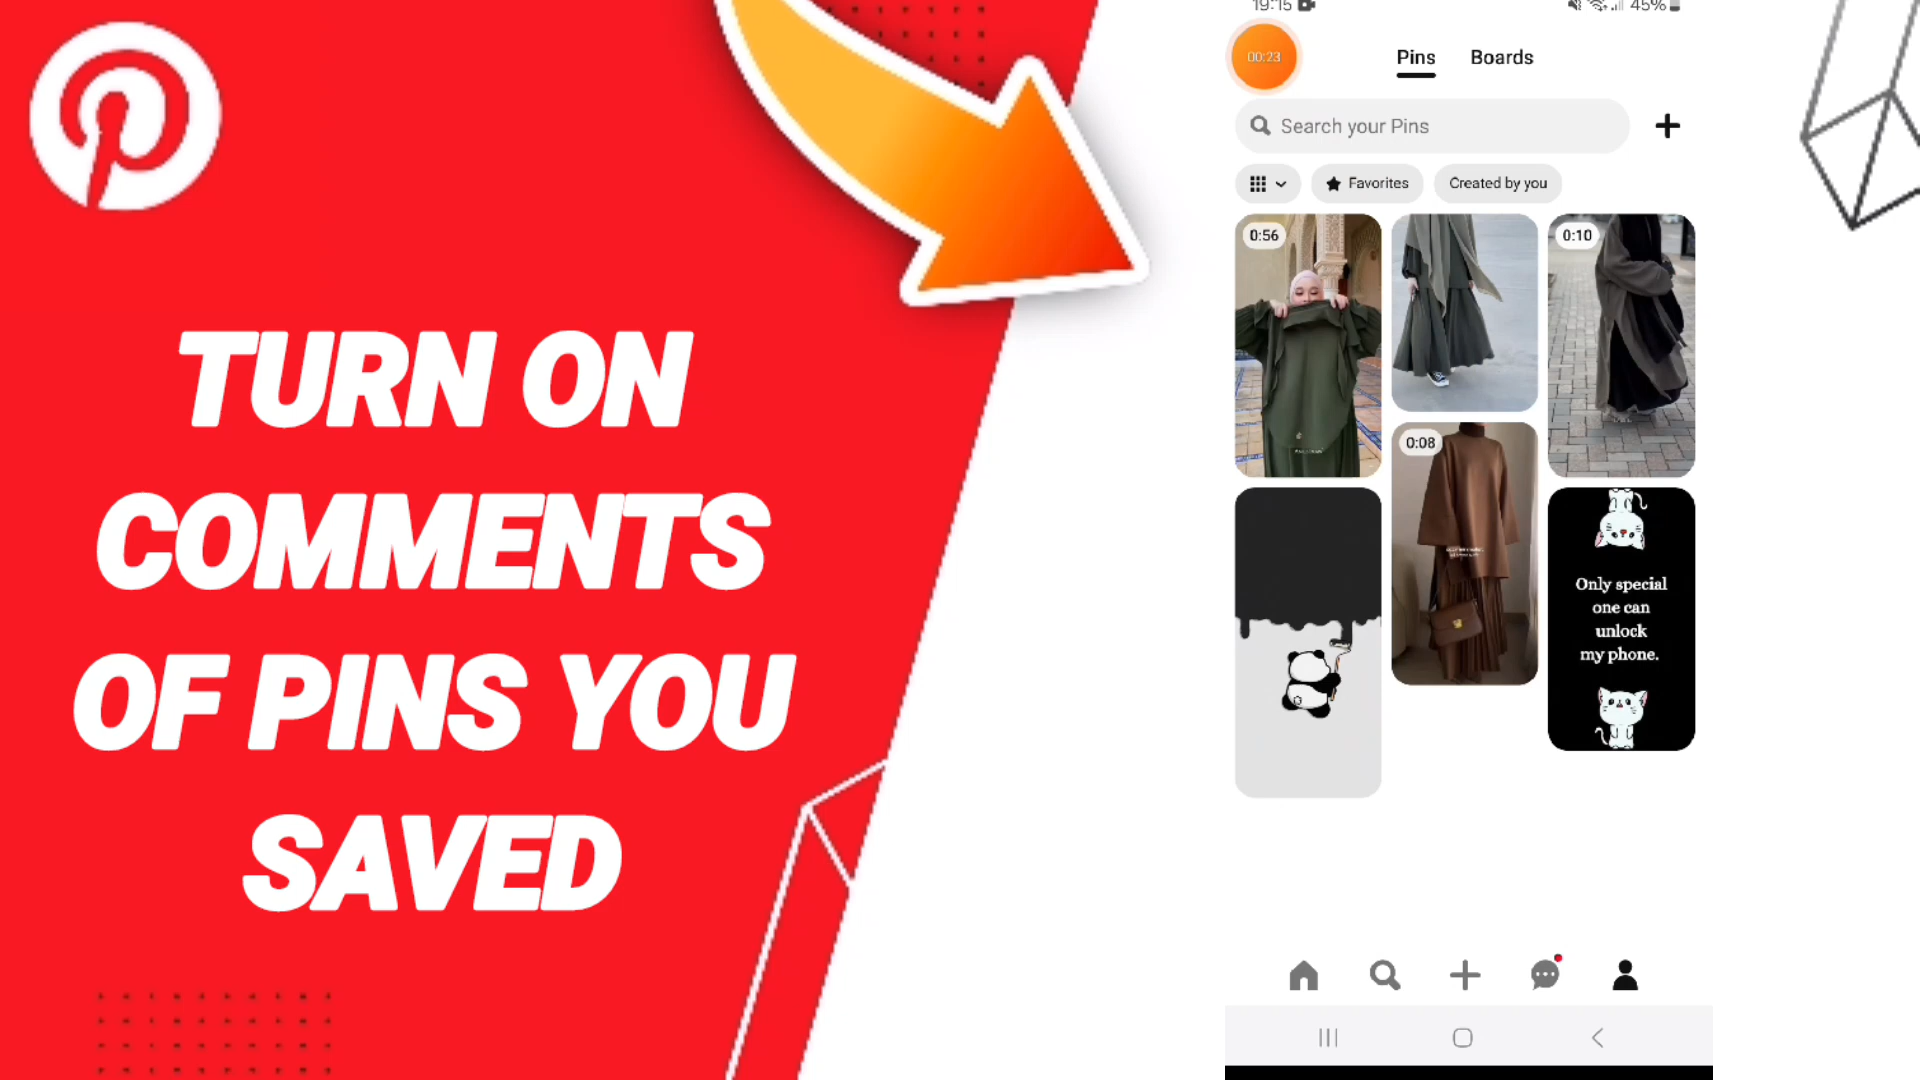 TURN ON
COMMENTS
OF PINS YOU
SAVED
19:15
45%
00:23
Pins
Boards
Search your Pins
Favorites
Created by you
0:56
0:10
0:08
Only special
one can
unlock
my phone.